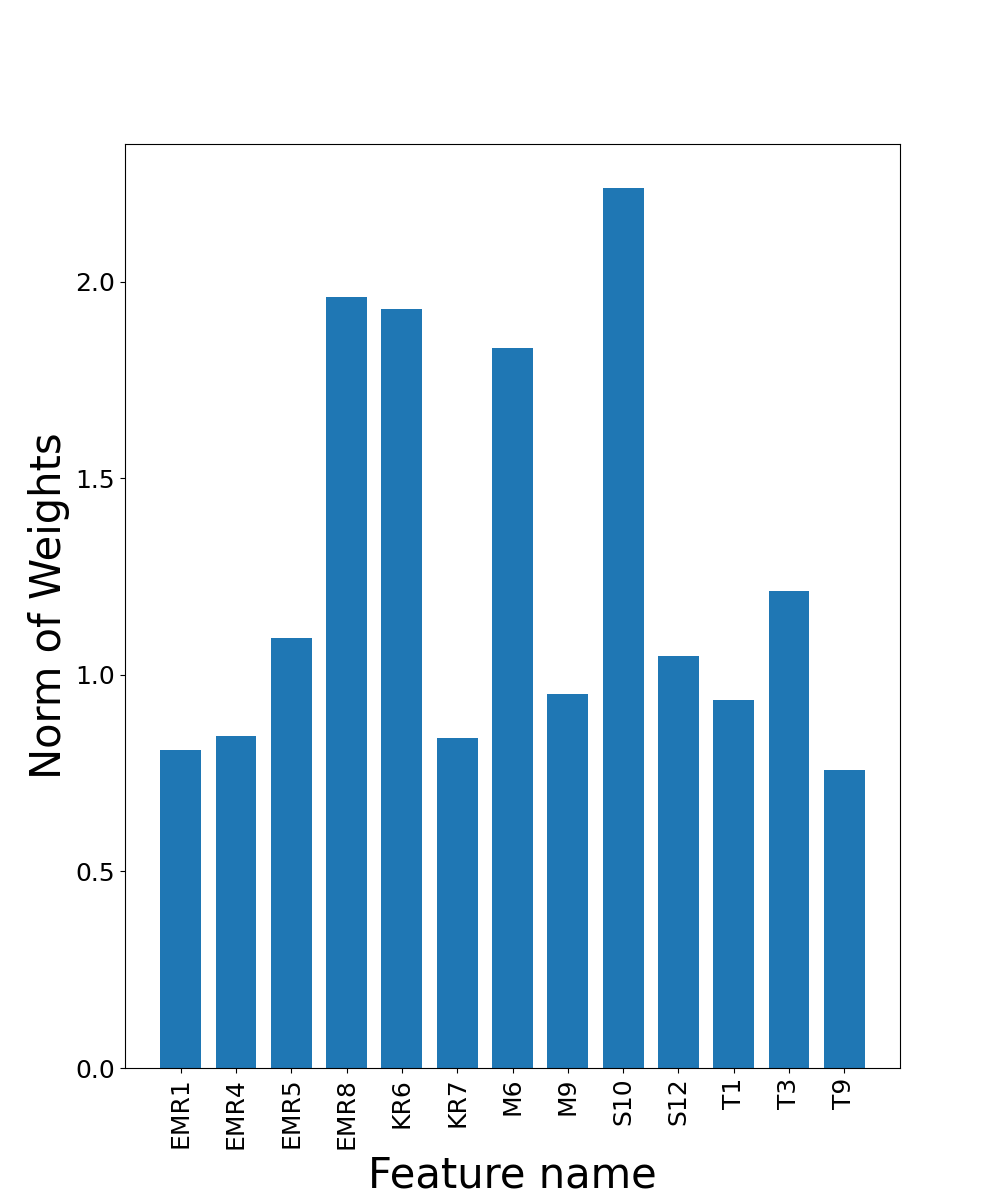 Norm of Weights
2.0
1.5
1.0
0.5
0.0
EMR1
EMR4
EMR5
EMR8
KR6
KR7
M6
M9
S10
S12
T1
T3
T9
Feature name